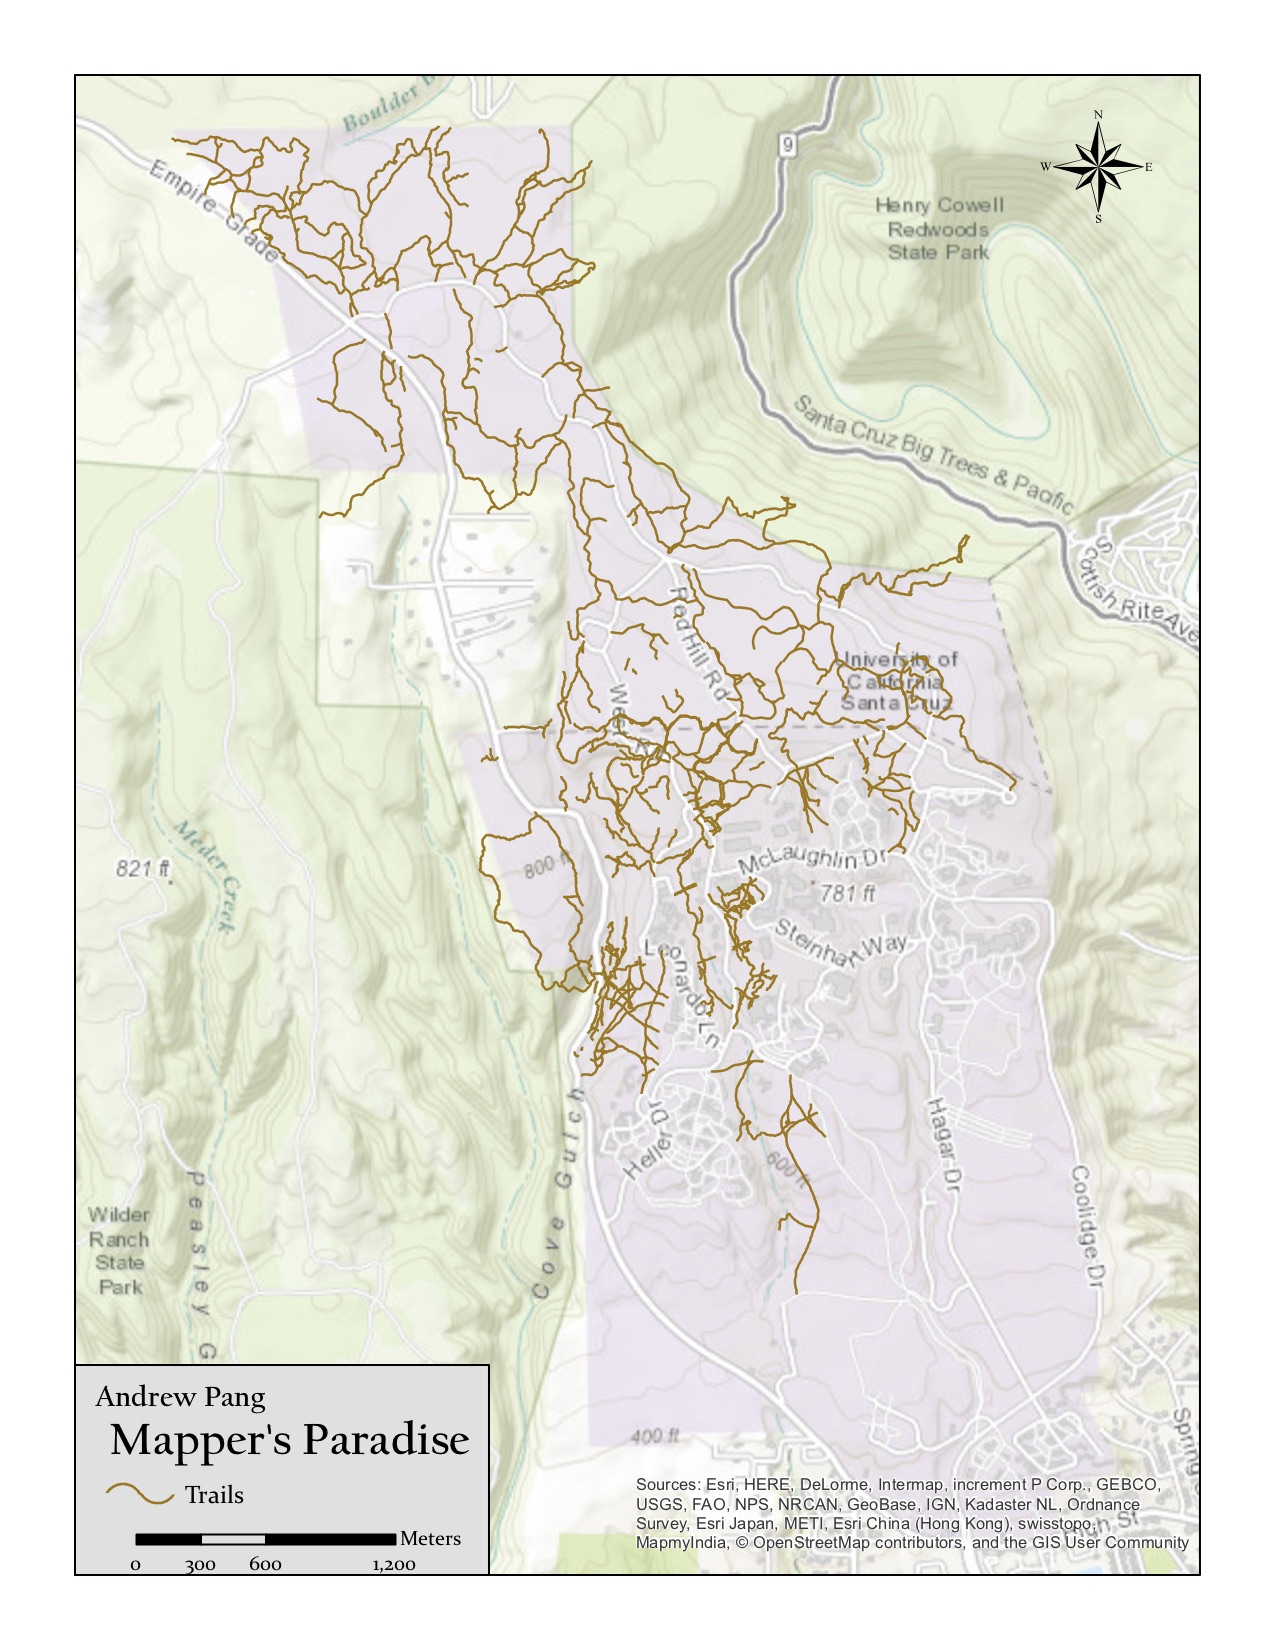 Boulder
9
N
W
E
S
Empire Grade
Henry Cowell
Redwoods
State Park
Santa Cruz Big Trees & Pacific
Scottish Rite Ave
Red Hill Rd
University of
California
Santa Cruz
West Rd
Meder Creek
821 ft
800 ft
McLaughlin Dr
781 ft
Steinhart Way
Leonardo Ln
Heller Dr
Hagar Dr
Coolidge Dr
600 ft
Cove Gulch
Peasley G
Wilder
Ranch
State
Park
400 ft
Spring
Andrew Pang
Mapper's Paradise
Trails
Meters
0 300 600 1,200
Sources: Esri, HERE, DeLorme, Intermap, increment P Corp., GEBCO,
USGS, FAO, NPS, NRCAN, GeoBase, IGN, Kadaster NL, Ordnance
Survey, Esri Japan, METI, Esri China (Hong Kong), swisstopo,
MapmyIndia, © OpenStreetMap contributors, and the GIS User Community